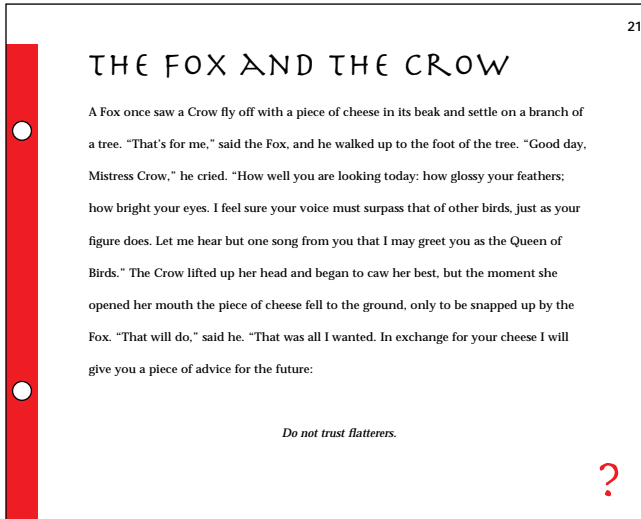 21
THE FOX AND THE CROW
A Fox once saw a Crow fly off with a piece of cheese in its beak and settle on a branch of
a tree. “That’s for me,” said the Fox, and he walked up to the foot of the tree. “Good day,
Mistress Crow,” he cried. “How well you are looking today: how glossy your feathers;
how bright your eyes. I feel sure your voice must surpass that of other birds, just as your
figure does. Let me hear but one song from you that I may greet you as the Queen of
Birds.” The Crow lifted up her head and began to caw her best, but the moment she
opened her mouth the piece of cheese fell to the ground, only to be snapped up by the
Fox. “That will do,” said he. “That was all I wanted. In exchange for your cheese I will
give you a piece of advice for the future:
Do not trust flatterers.
?